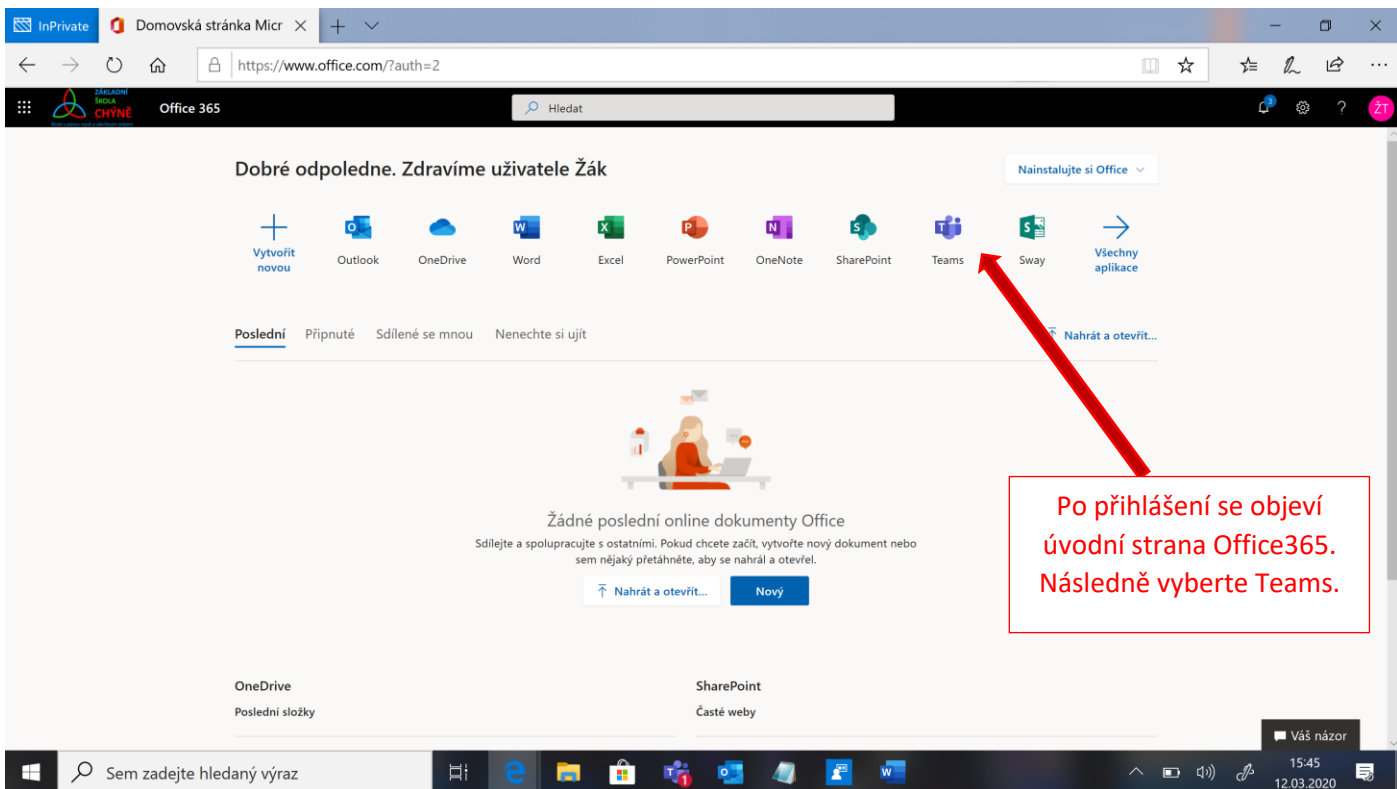 InPrivate
Domovská stránka Micr
https://www.office.com/?auth=2
ZÁKLADNÍ
ŠKOLA
CHÝNĚ
Office 365
Hledat
3
?
ŽT
Dobré odpoledne. Zdravíme uživatele Žák
Nainstalujte si Office
Vytvořit
novou
Outlook
OneDrive
Word
Excel
PowerPoint
OneNote
SharePoint
Teams
Sway
Všechny
aplikace
Poslední
Připnuté
Sdílené se mnou
Nenechte si ujít
Nahrát a otevřít...
Žádné poslední online dokumenty Office
Sdílejte a spolupracujte s ostatními. Pokud chcete začít, vytvořte nový dokument nebo
sem nějaký přetáhněte, aby se nahrál a otevřel.
Nahrát a otevřít...
Nový
Po přihlášení se objeví
úvodní strana Office365.
Následně vyberte Teams.
OneDrive
Poslední složky
SharePoint
Časté weby
Váš názor
Sem zadejte hledaný výraz
15:45
12.03.2020